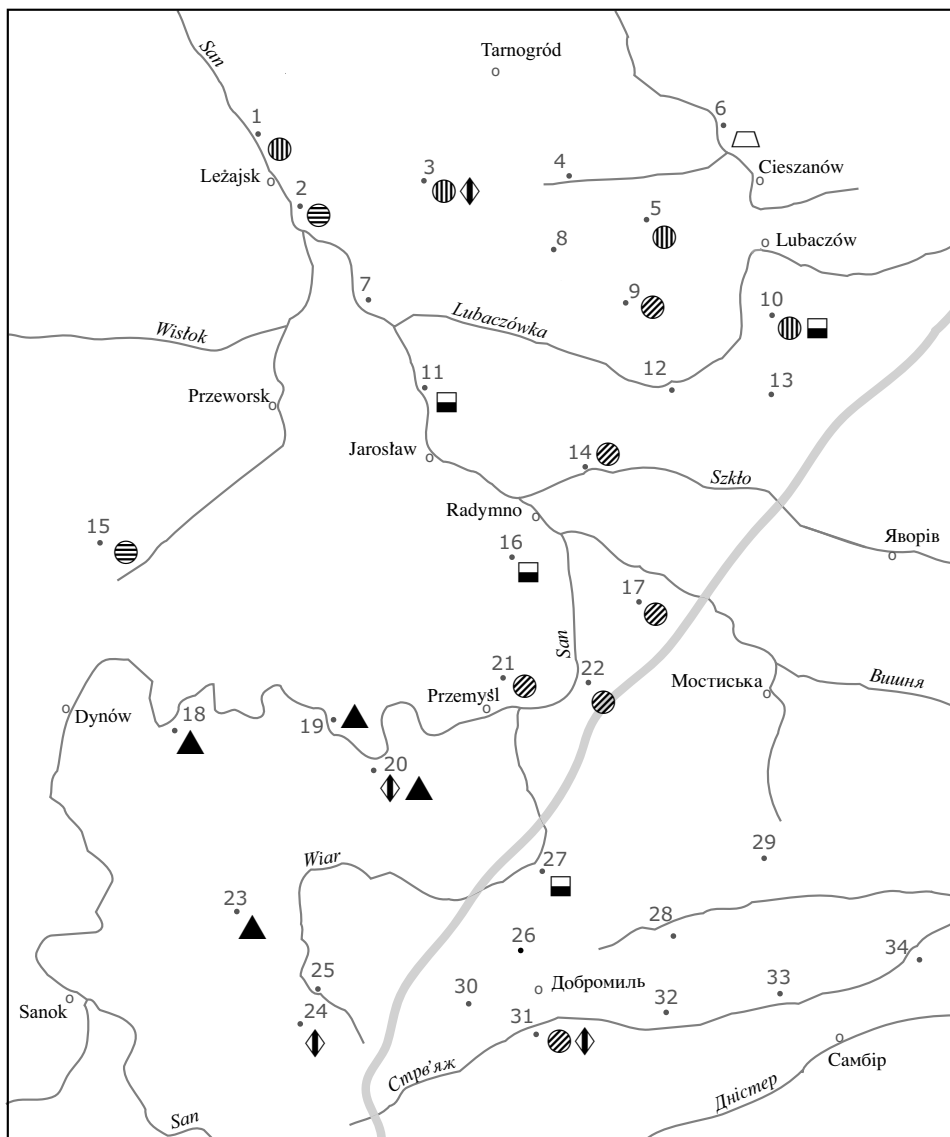 San
Tarnogród
1
6
Leżajsk
3
4
Cieszanów
2
5
8
Lubaczów
7
9
10
Wisłok
Lubaczówka
11
12
13
Przeworsk
Jarosław
14
Szkło
Radymno
15
16
Яворів
17
San
21
22
Мостиська
Вишня
Dynów
18
19
Przemyśl
20
Wiar
27
29
23
28
26
34
25
Sanok
24
30
Добромиль
32
33
31
Самбір
Стрв'яж
Дністер
San